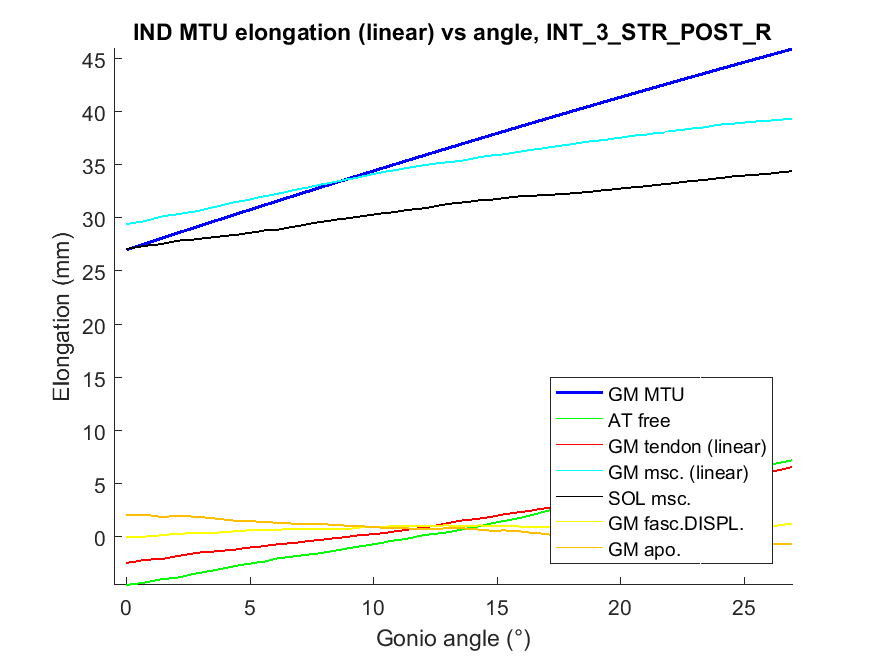 IND MTU elongation (linear) vs angle, INT_3_STR_POST_R
45
40
35
30
25
20
15
10
5
0
Elongation (mm)
GM MTU
AT free
GM tendon (linear)
GM msc. (linear)
SOL msc.
GM fasc.DISPL.
GM apo.
0 5 10 15 20 25
Gonio angle (°)